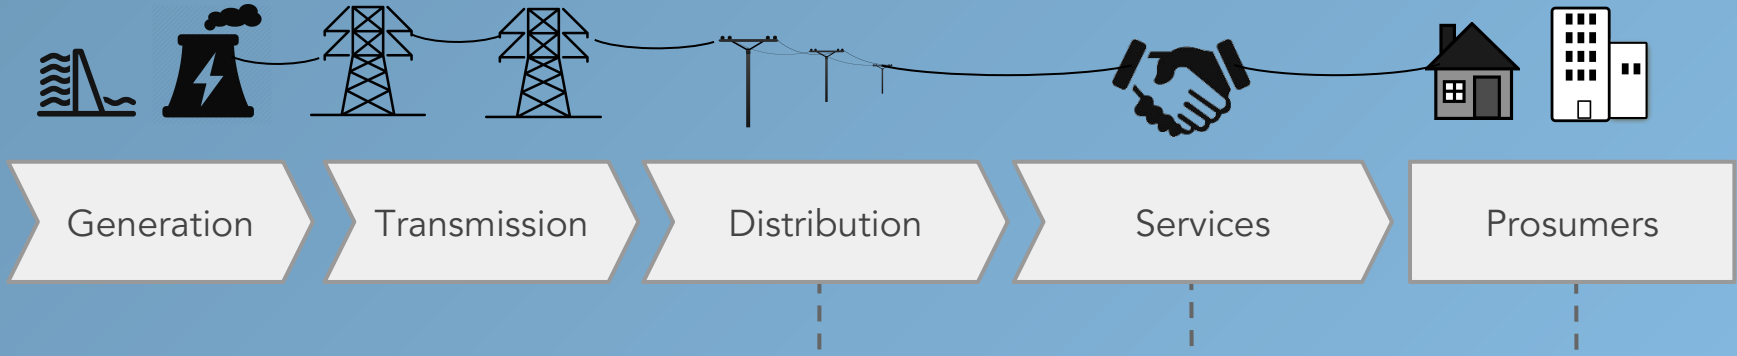 Generation
Transmission
Distribution
Services
Prosumers